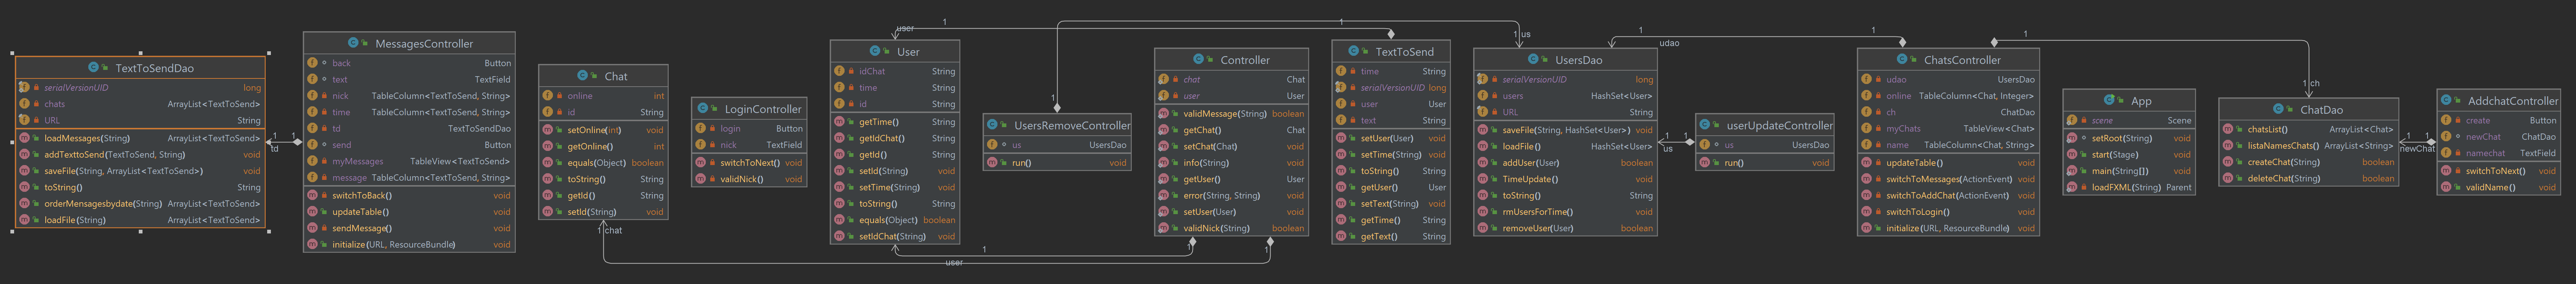 TextToSendDao
serialVersionUID long
chats ArrayList<TextToSend>
URL String
loadMessages(String) ArrayList<TextToSend>
addTexttoSend(TextToSend, String) void
saveFile(String, ArrayList<TextToSend>) void
toString() String
orderMensagesbydate(String) ArrayList<TextToSend>
loadFile(String) ArrayList<TextToSend>
1
1
td
MessagesController
back Button
text TextField
nick TableColumn<TextToSend, String>
time TableColumn<TextToSend, String>
td TextToSendDao
send Button
myMessages TableView<TextToSend>
message TableColumn<TextToSend, String>
switchToBack() void
updateTable() void
sendMessage() void
initialize(URL, ResourceBundle) void
Chat
online int
id String
setOnline(int) void
getOnline() int
equals(Object) boolean
toString() String
getId() String
setId(String) void
1
chat
LoginController
login Button
nick TextField
switchToNext() void
validNick() void
User
idChat String
time String
id String
getTime() String
getIdChat() String
getId() String
setId(String) void
setTime(String) void
toString() String
equals(Object) boolean
setIdChat(String) void
user
1
1
1
user
UsersRemoveController
us UsersDao
run() void
1
1
us
Controller
chat Chat
user User
validMessage(String) boolean
getChat() Chat
setChat(Chat) void
info(String) void
getUser() User
error(String, String) void
setUser(User) void
validNick(String) boolean
1
1
TextToSend
time String
serialVersionUID long
user User
text String
setUser(User) void
setTime(String) void
toString() String
getUser() User
setText(String) void
getTime() String
getText() String
UsersDao
serialVersionUID long
users HashSet<User>
URL String
saveFile(String, HashSet<User>) void
loadFile() HashSet<User>
addUser(User) boolean
TimeUpdate() void
toString() String
rmUsersForTime() void
removeUser(User) boolean
1
1
us
userUpdateController
us UsersDao
run() void
1
1
udao
ChatsController
udao UsersDao
online TableColumn<Chat, Integer>
ch ChatDao
myChats TableView<Chat>
name TableColumn<Chat, String>
updateTable() void
switchToMessages(ActionEvent) void
switchToAddChat(ActionEvent) void
switchToLogin() void
initialize(URL, ResourceBundle) void
App
scene Scene
setRoot(String) void
start(Stage) void
main(String[]) void
loadFXML(String) Parent
1
1
ch
ChatDao
chatsList() ArrayList<Chat>
listaNamesChats() ArrayList<String>
createChat(String) boolean
deleteChat(String) boolean
1
1
newChat
AddchatController
create Button
newChat ChatDao
namechat TextField
switchToNext() void
validName() void